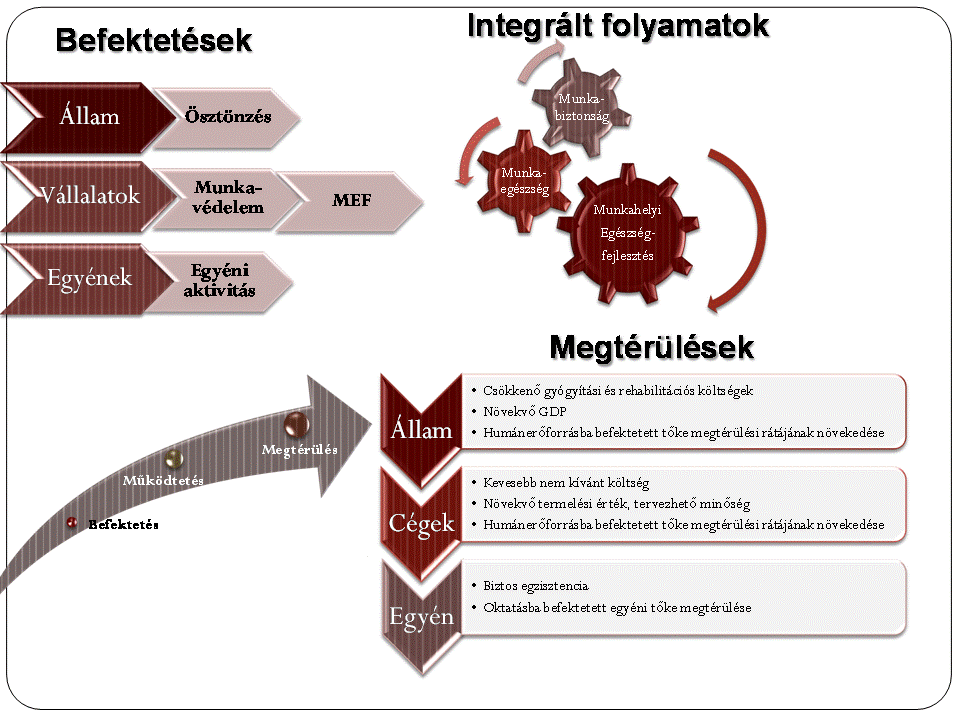 Befektetések
Állam
Ösztönzés
Vállalatok
Munka-
védelem
MEF
Egyének
Egyéni
aktivitás
Integrált folyamatok
Munka-
biztonság
Munka-
egészség
Munkahelyi
Egészség-
fejlesztés
Befektetés
Működtetés
Megtérülés
Megtérülések
Állam
• Csökkenő gyógyítási és rehabilitációs költségek
• Növekvő GDP
• Humánerőforrásba befektetett tőke megtérülési rátájának növekedése
Cégek
• Kevesebb nem kívánt költség
• Növekvő termelési érték, tervezhető minőség
• Humánerőforrásba befektetett tőke megtérülési rátájának növekedése
Egyén
• Biztos egzisztencia
• Oktatásba befektetett egyéni tőke megtérülése